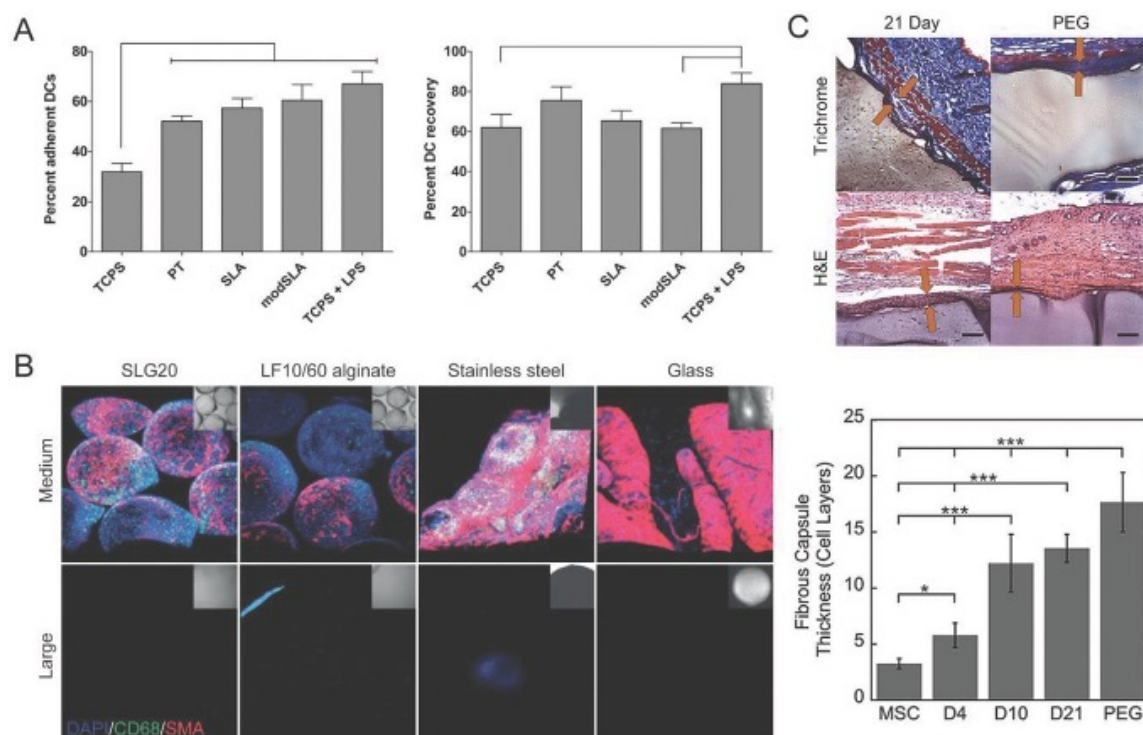 A
Percent adherent DCs
80
60
40
20
0
TCPS
PT
SLA
modSLA
TCPS + LPS
Percent DC recovery
100
80
60
40
20
0
TCPS
PT
SLA
modSLA
TCPS + LPS
C
21 Day
PEG
Trichrome
H&E
B
SLG20
LF10/60 alginate
Stainless steel
Glass
Medium
Large
DAPI/CD68/SMA
Fibrous Capsule
Thickness (Cell Layers)
25
20
15
10
5
0
***
***
***
*
MSC
D4
D10
D21
PEG